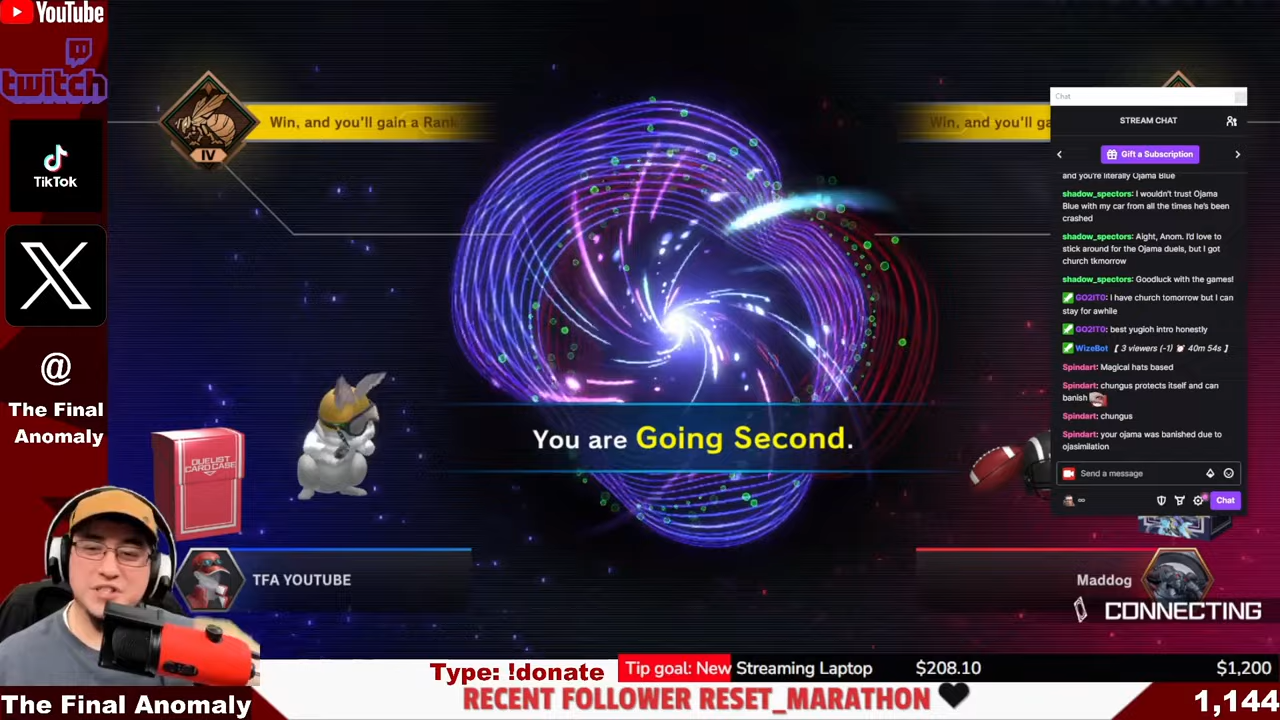 YouTube
twitch
TikTok
@
The Final
Anomaly
IV
Win, and you'll gain a Rank
Win, and you'll ga
You are Going Second.
DUELIST
CARD CASE
TFA YOUTUBE
Maddog
CONNECTING
Chat
STREAM CHAT
Gift a Subscription
and you're literally Ojama Blue
shadow_spectors: I wouldn't trust Ojama
Blue with my car from all the times he's been
crashed
shadow_spectors: Aight, Anom. I'd love to
stick around for the Ojama duels, but I got
church tkmorrow
shadow_spectors: Goodluck with the games!
GO2IT0: I have church tomorrow but I can
stay for awhile
GO2IT0: best yugioh intro honestly
WizeBot [ 3 viewers (-1) 40m 54s ]
Spindart: Magical hats based
Spindart: chungus protects itself and can
banish
Spindart: chungus
Spindart: your ojama was banished due to
ojasimilation
Send a message
Chat
Type: !donate
Tip goal: New Streaming Laptop $208.10 $1,200
RECENT FOLLOWER RESET_MARATHON
The Final Anomaly
1,144